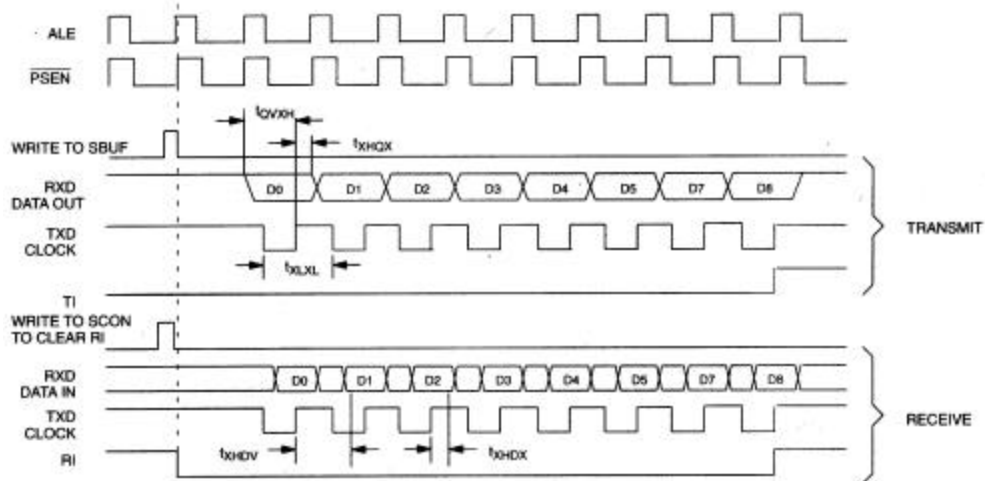 ALE
PSEN
tQVXH
WRITE TO SBUF
tXHQX
RXD
DATA OUT
D0 D1 D2 D3 D4 D5 D7 D8
TRANSMIT
TXD
CLOCK
tXLXL
TI
WRITE TO SCON
TO CLEAR RI
RXD
DATA IN
D0 D1 D2 D3 D4 D5 D7 D8
TXD
CLOCK
RECEIVE
tXHDV
tXHDX
RI